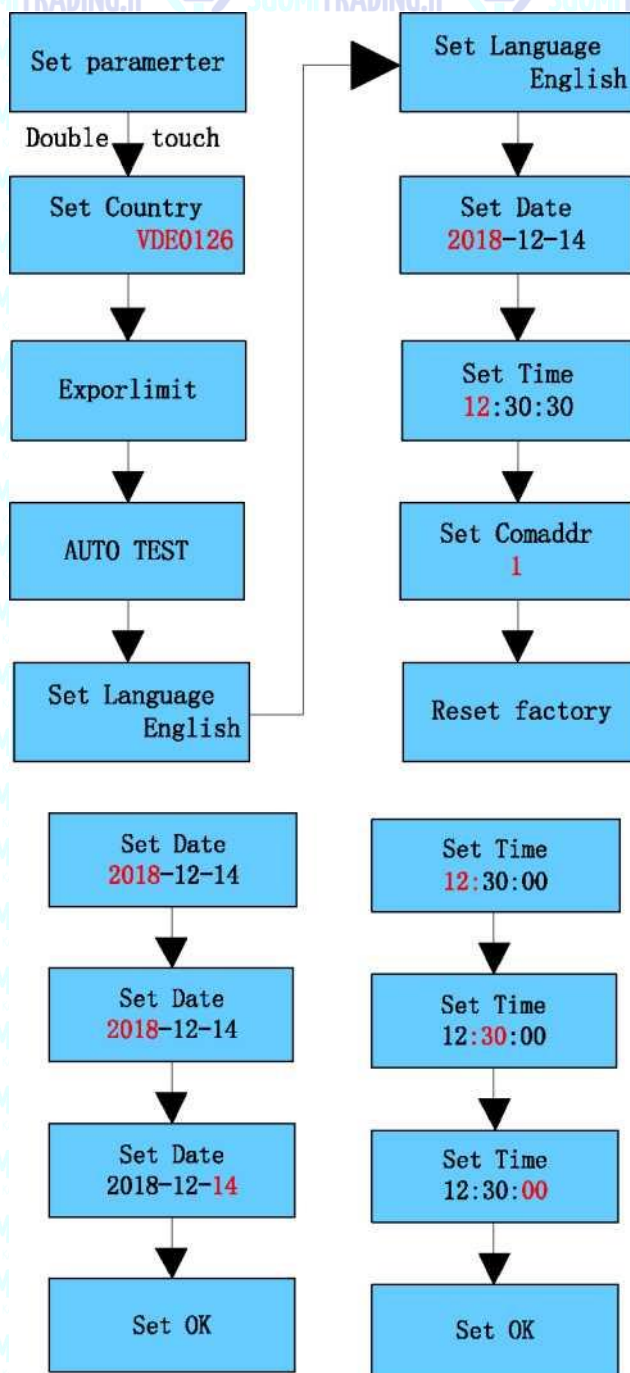 Set paramerter
Double touch
Set Country
VDE0126
Exporlimit
AUTO TEST
Set Language
English
Set Language
English
Set Date
2018-12-14
Set Time
12:30:30
Set Comaddr
1
Reset factory
Set Date
2018-12-14
Set Date
2018-12-14
Set Date
2018-12-14
Set OK
Set Time
12:30:00
Set Time
12:30:00
Set Time
12:30:00
Set OK